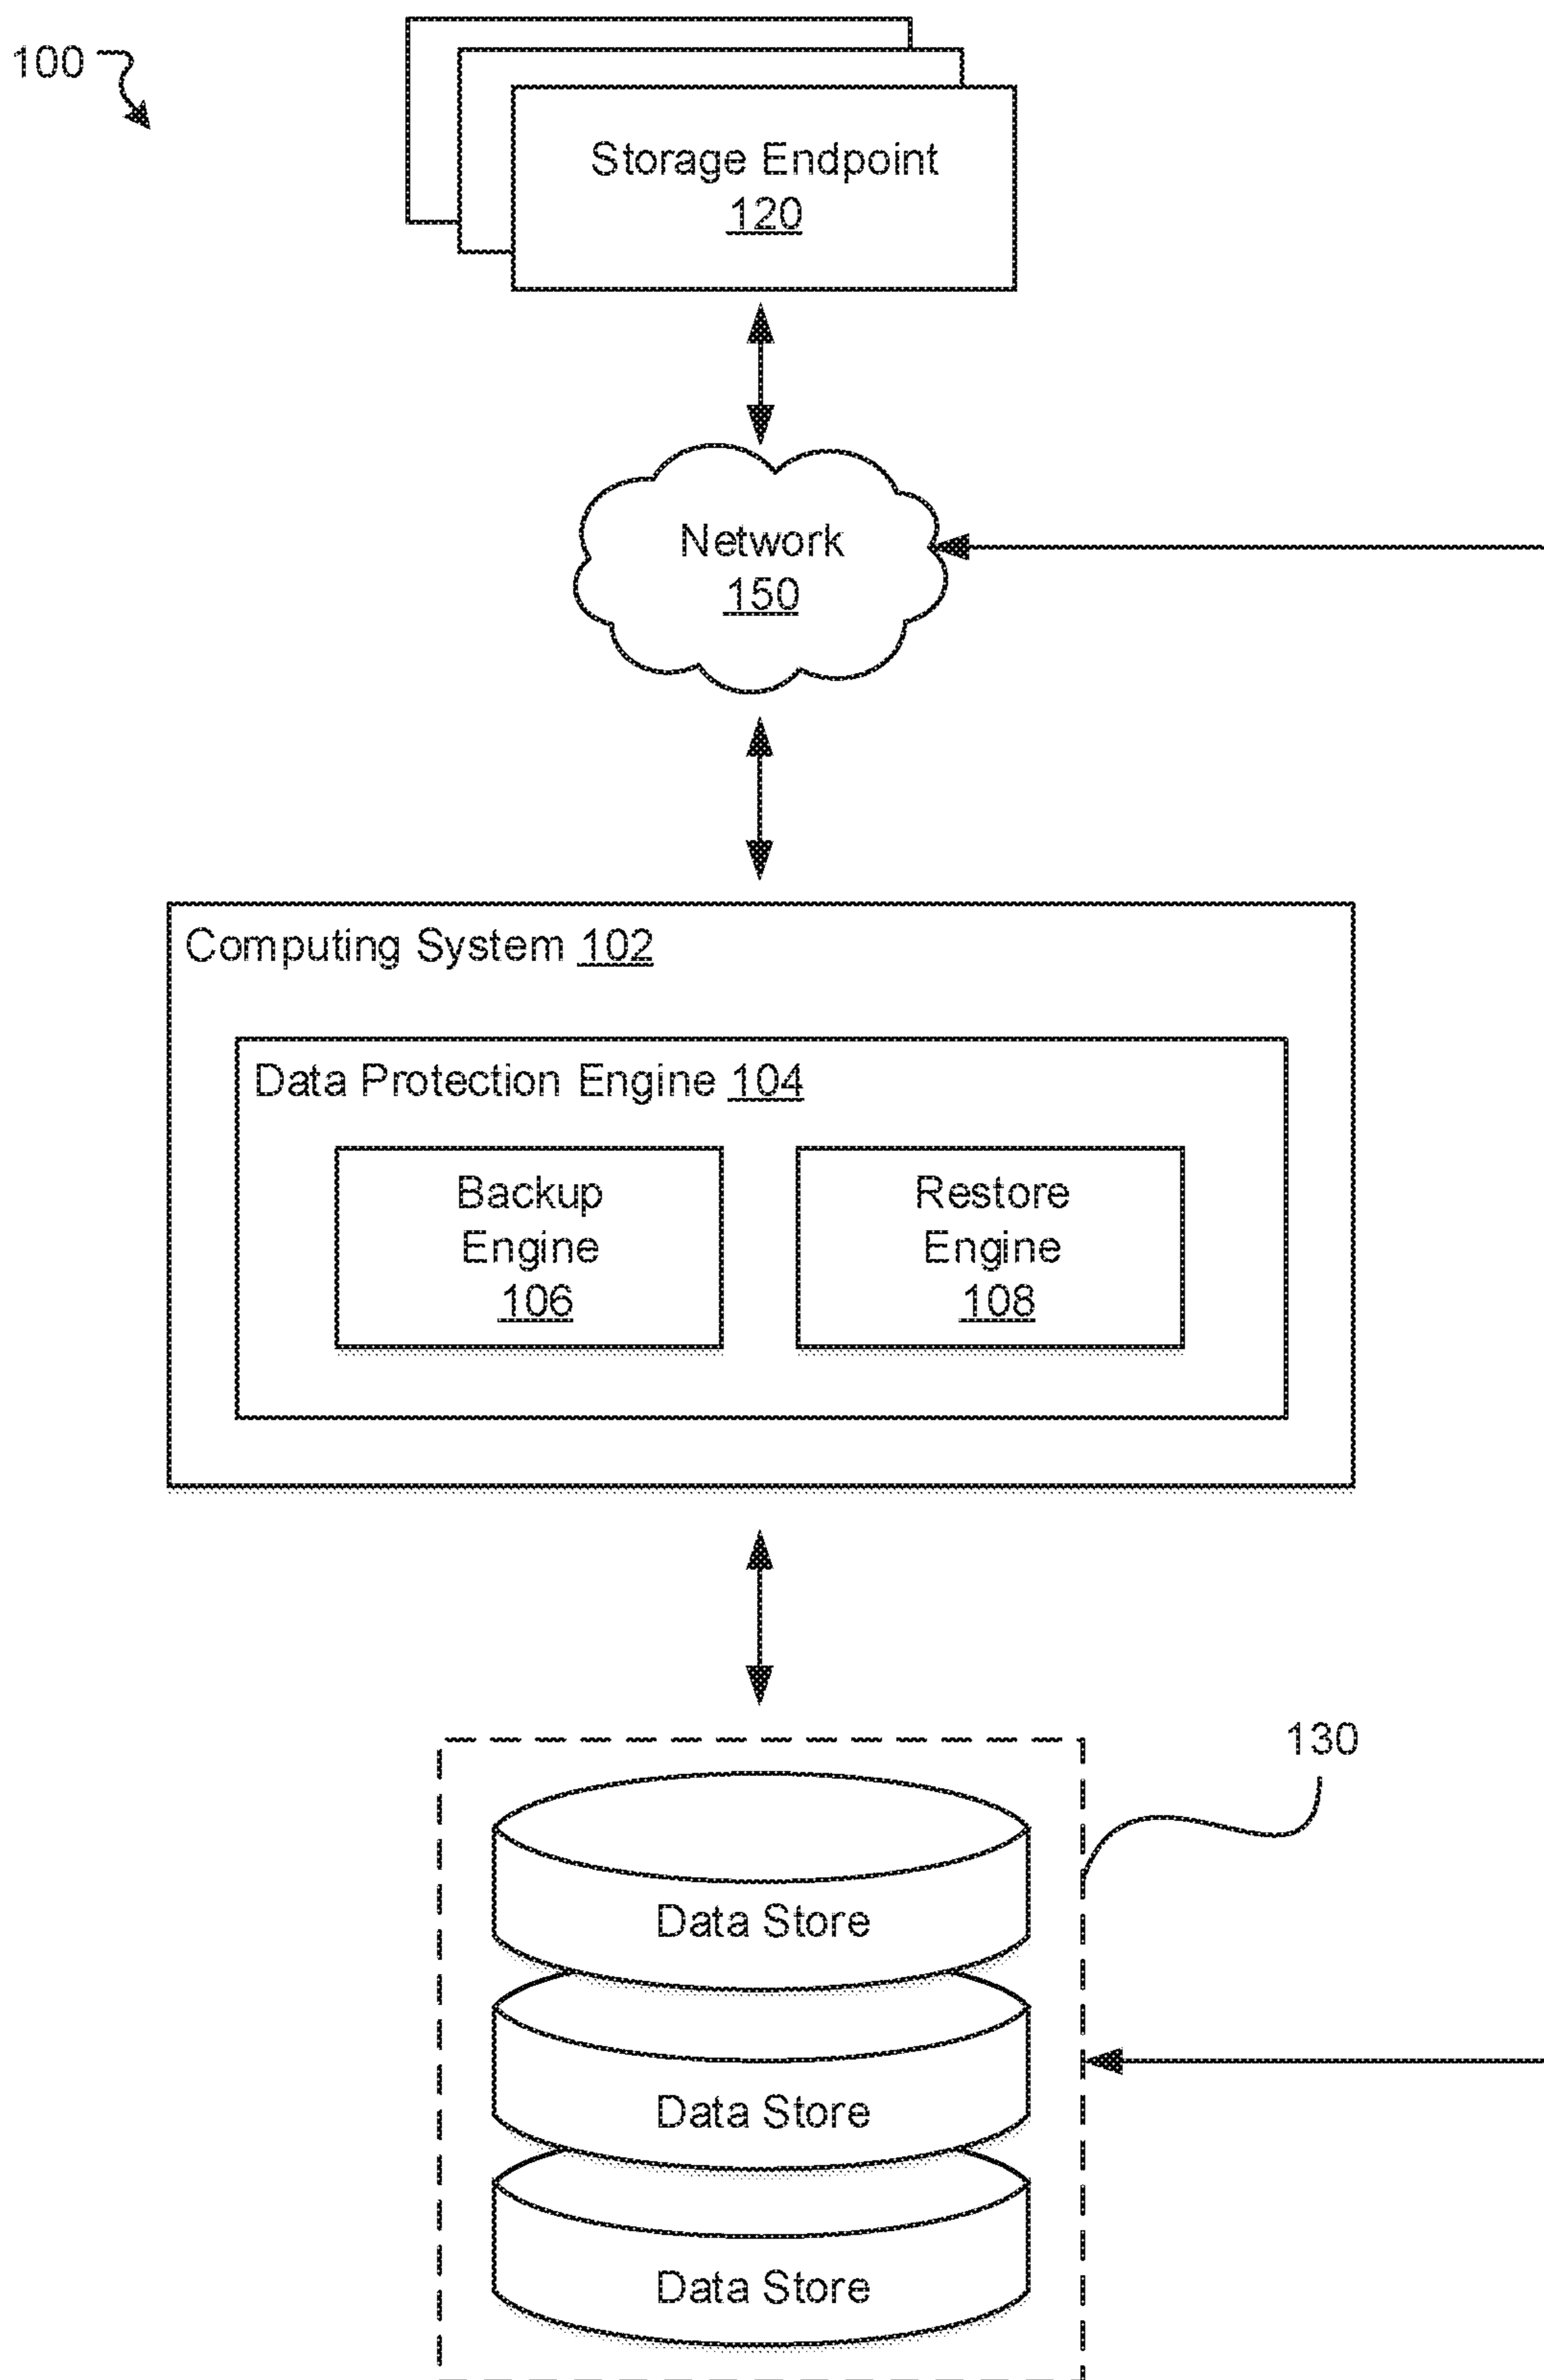 100
Storage Endpoint
120
Network
150
Computing System 102
Data Protection Engine 104
Backup
Engine
106
Restore
Engine
108
130
Data Store
Data Store
Data Store